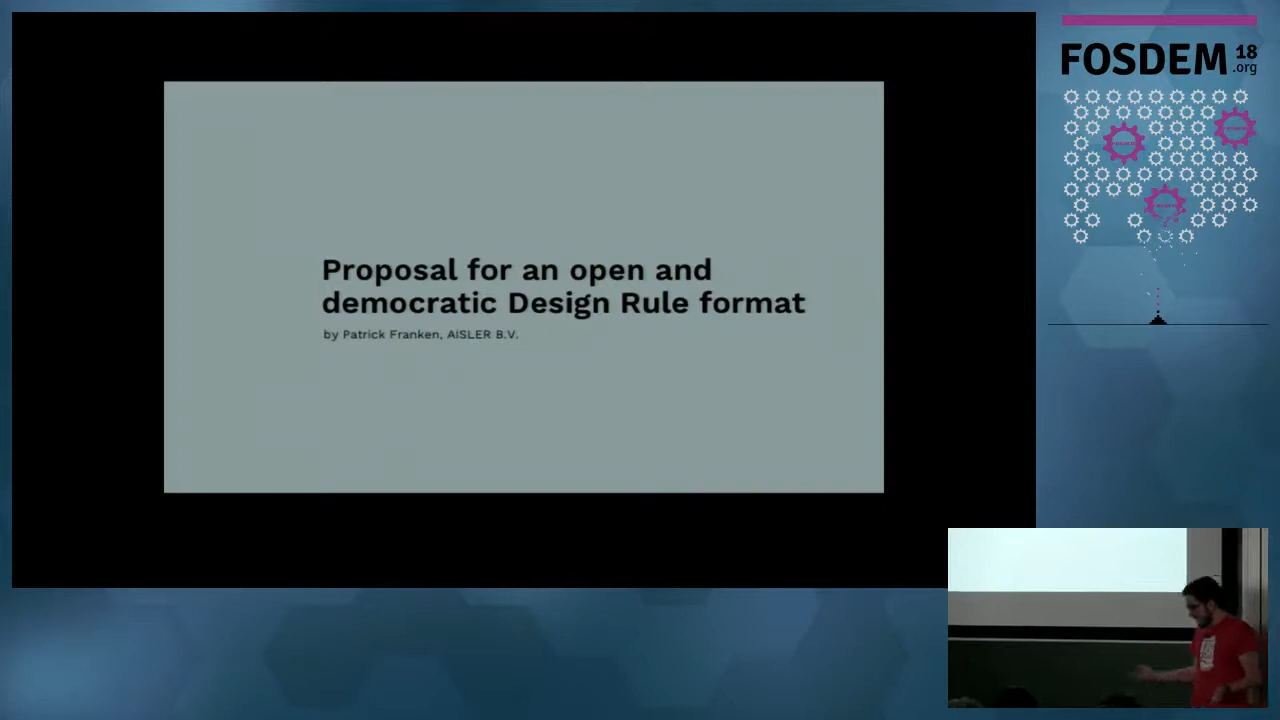 Proposal for an open and
democratic Design Rule format
by Patrick Franken, AISLER B.V.
FOSDEM 18
.org